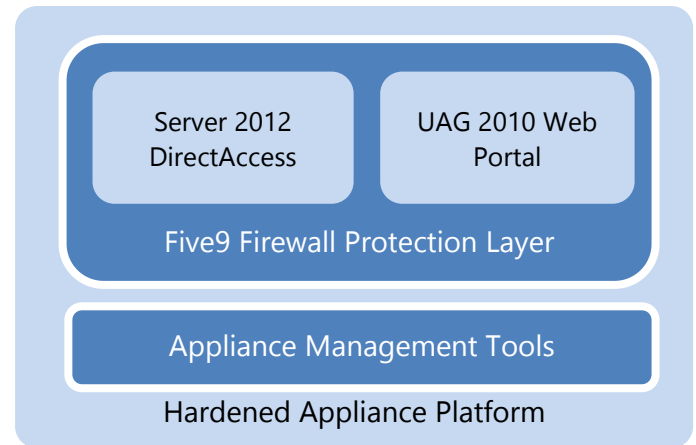 Server 2012
DirectAccess
UAG 2010 Web
Portal
Five9 Firewall Protection Layer
Appliance Management Tools
Hardened Appliance Platform